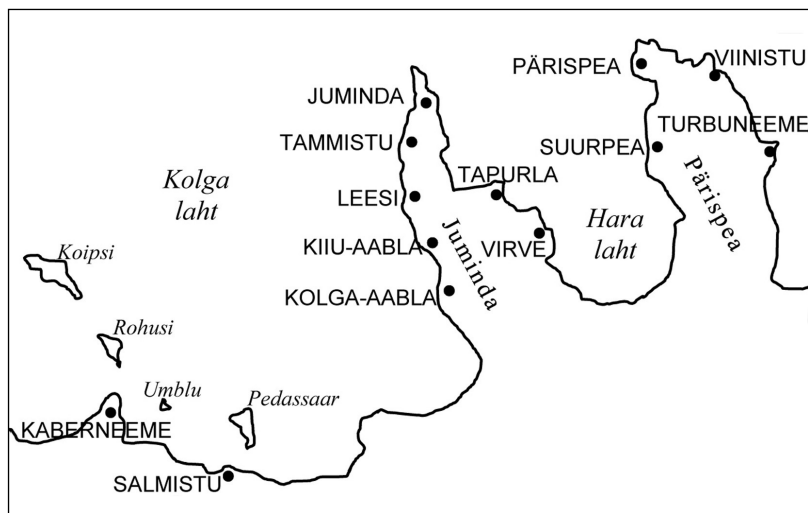 PÄRISPEA
VIINISTU
JUMINDA
TURBUNEEME
TAMMISTU
SUURPEA
Kolga
laht
TAPURLA
Pärispea
LEESI
Hara
laht
Juminda
KIIU-AABLA
VIRVE
Koipsi
KOLGA-AABLA
Rohusi
Umblu
Pedassaar
KABERNEEME
SALMISTU